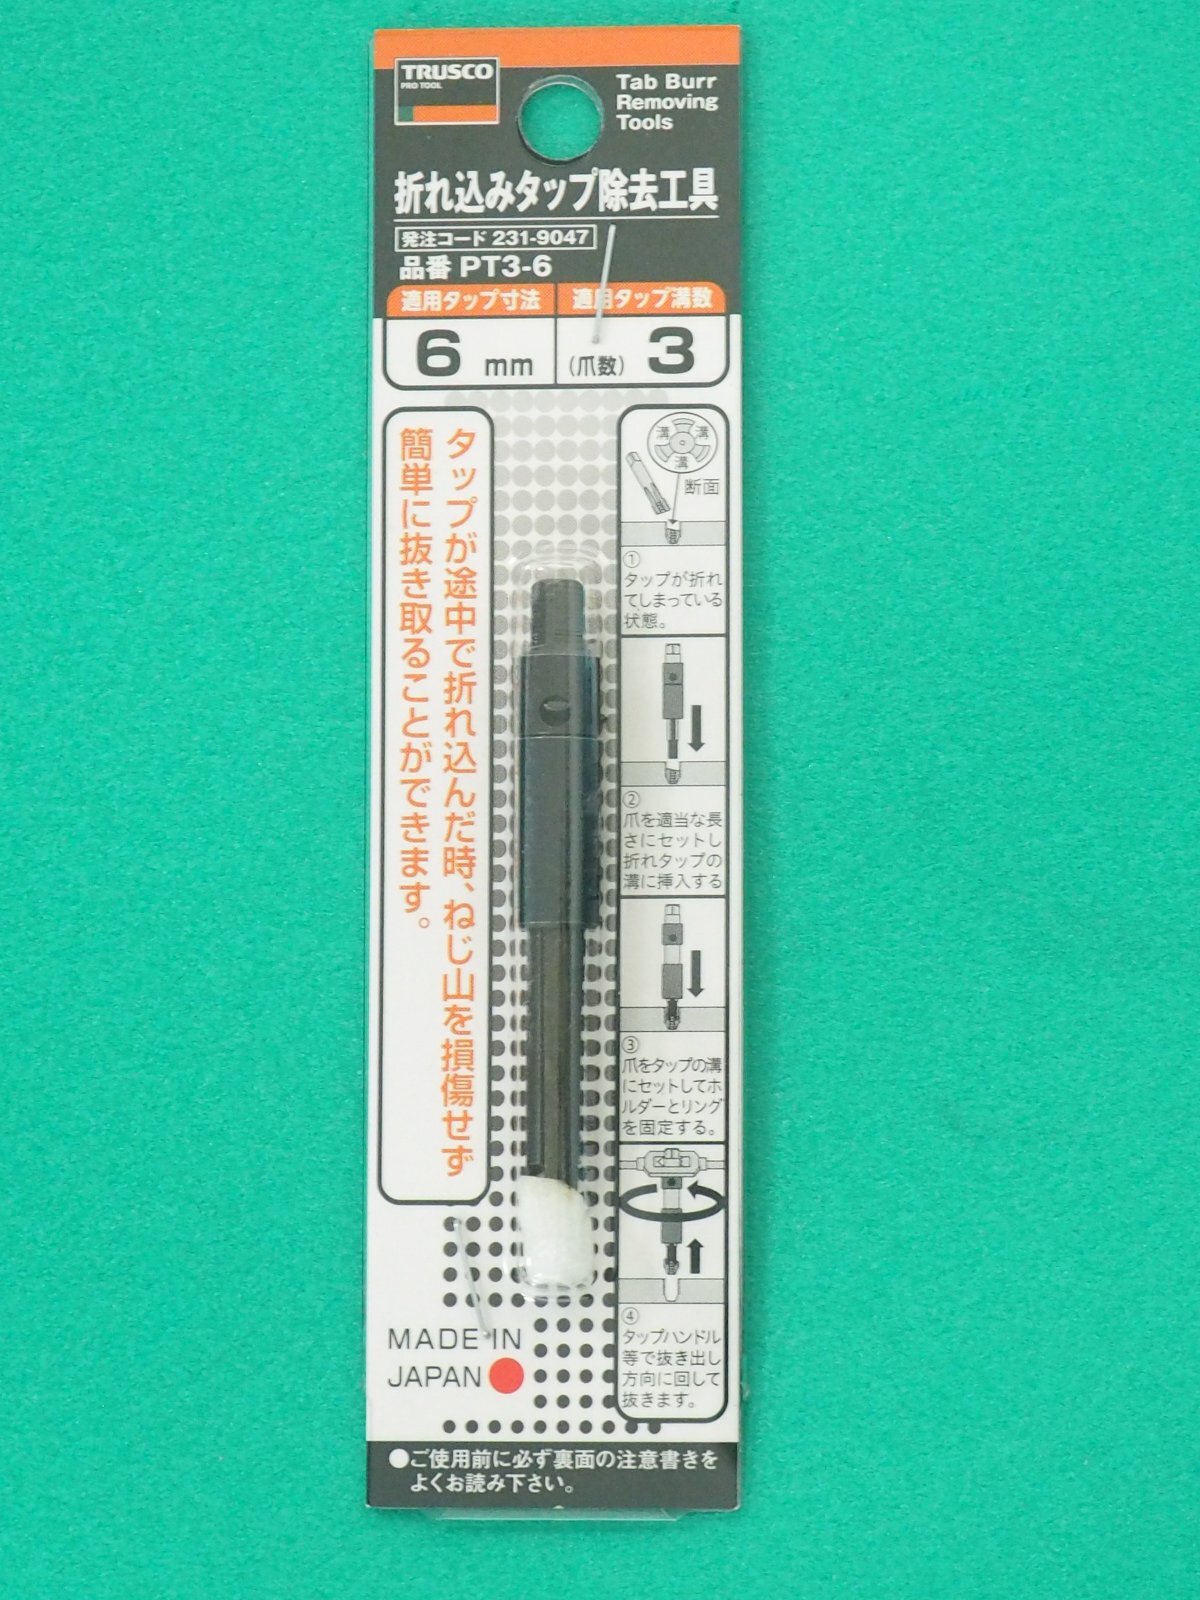 TRUSCO
PRO TOOL
Tab Burr
Removing
Tools
折れ込みタップ除去工具
発注コード 231-9047
品番 PT3-6
適用タップ寸法
適用タップ溝数
6 mm
(爪数) 3
タップが途中で折れ込んだ時、ねじ山を損傷せず
簡単に抜き取ることができます。
溝 溝
溝
断面
①
タップが折れ
てしまっている
状態。
②
爪を適当な長
さにセットし
折れタップの
溝に挿入する
③
爪をタップの溝
にセットしてホ
ルダーとリング
を固定する。
④
タップハンドル
等で抜き出し
方向に回して
抜きます。
MADE IN
JAPAN
●ご使用前に必ず裏面の注意書きを
よくお読み下さい。